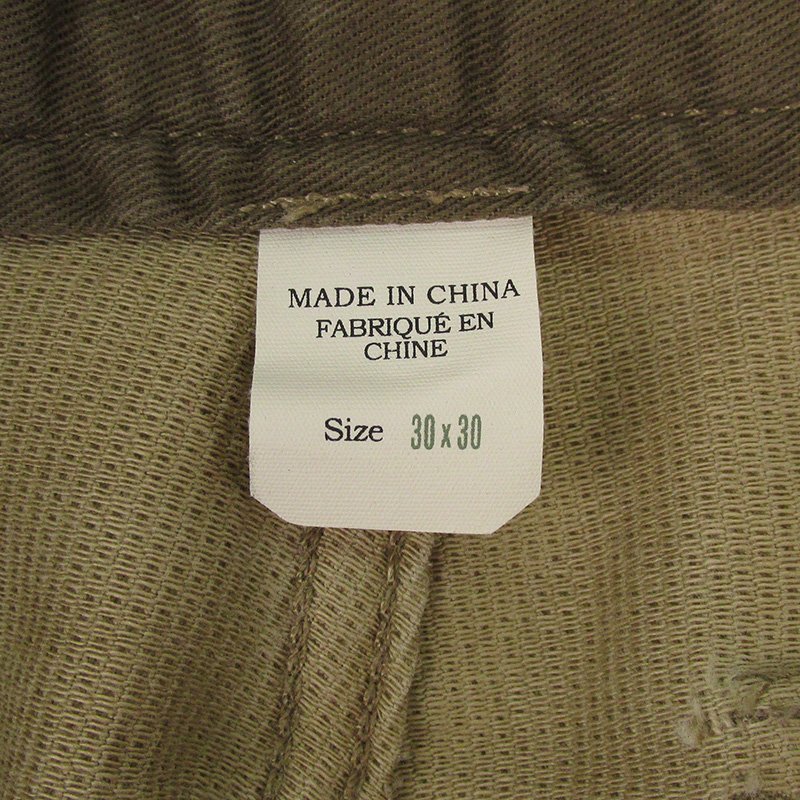 MADE IN CHINA
FABRIQUÉ EN
CHINE
Size 30 x 30